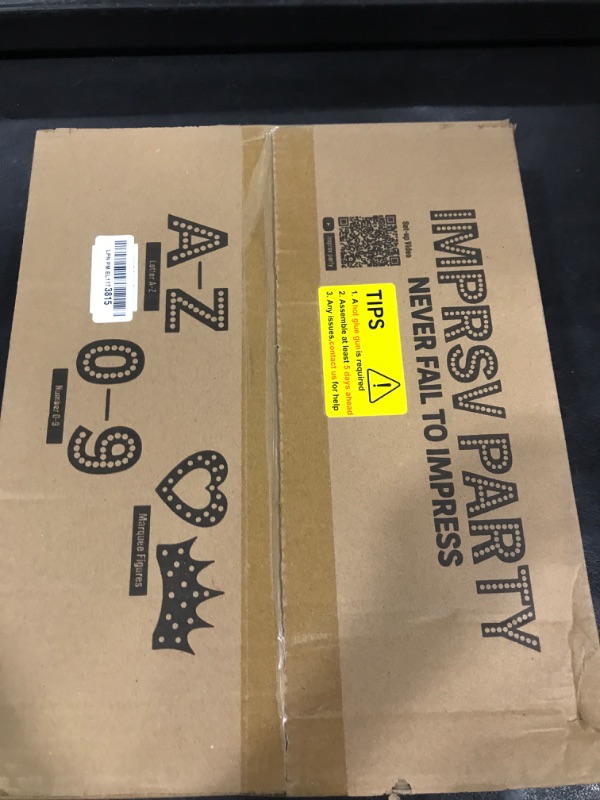 IMPRSV PARTY
NEVER FAIL TO IMPRESS
Set-up Video
TIPS
1. A hot glue gun is required
2. Assemble at least 5 days ahead
3. Any issues,contact us for help
A-Z
Letter A-Z
0-9
Number 0-9
Marquee Figures
3815